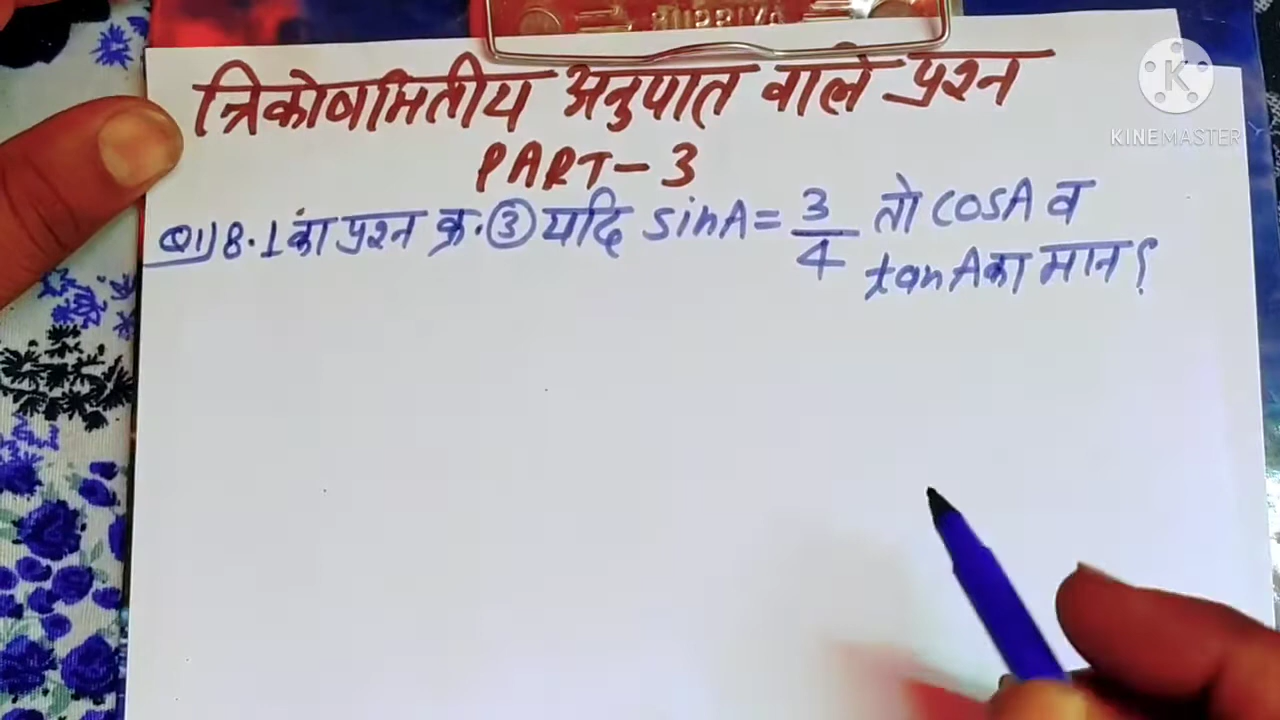 त्रिकोणमितीय अनुपात वाले प्रश्न
PART-3
Q1) 8.1 का प्रश्न क्र. ③ यदि sinA = 3/4 तो cosA व
tanA का मान ?
K
KINEMASTER